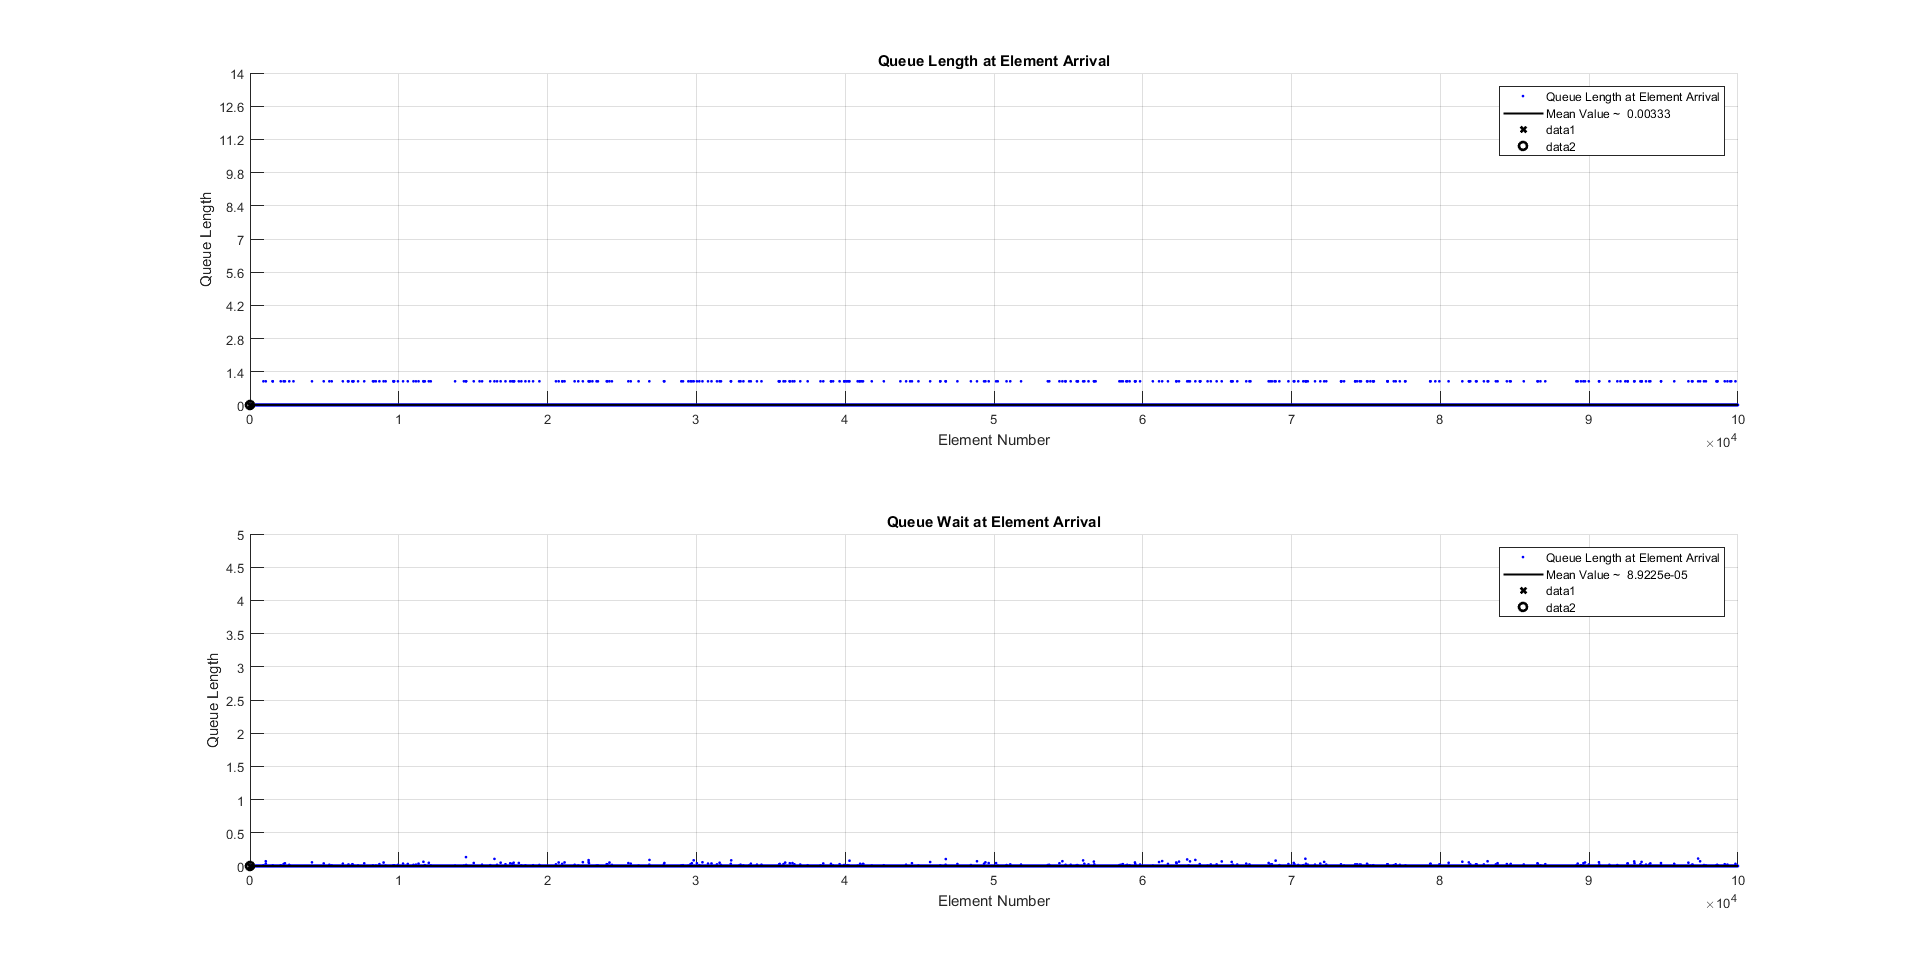 Queue Length at Element Arrival
14
12.6
11.2
9.8
8.4
7
5.6
4.2
2.8
1.4
0
Queue Length
Queue Length at Element Arrival
Mean Value ~ 0.00333
data1
data2
0 1 2 3 4 5 6 7 8 9 10
Element Number
×10^4
Queue Wait at Element Arrival
5
4.5
4
3.5
3
2.5
2
1.5
1
0.5
0
Queue Length
Queue Length at Element Arrival
Mean Value ~ 8.9225e-05
data1
data2
0 1 2 3 4 5 6 7 8 9 10
Element Number
×10^4